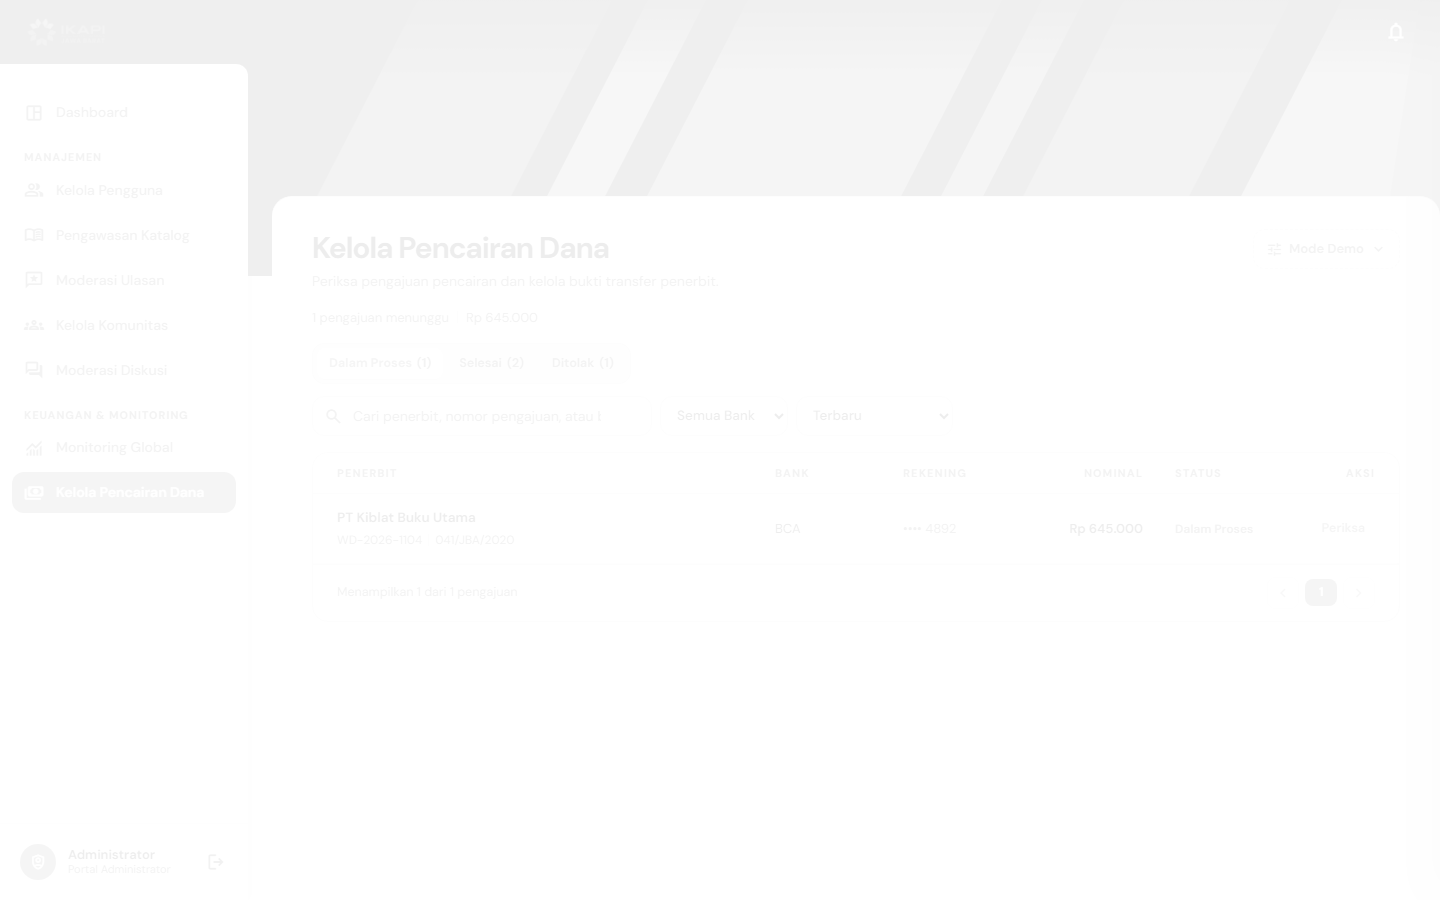 Dashboard
MANAJEMEN
Kelola Pengguna
Pengawasan Katalog
Moderasi Ulasan
Kelola Komunitas
Moderasi Diskusi
KEUANGAN & MONITORING
Monitoring Global
Kelola Pencairan Dana
Administrator
Portal Administrator
Kelola Pencairan Dana
Mode Demo
Periksa pengajuan pencairan dan kelola bukti transfer penerbit.
1 pengajuan menunggu Rp 645.000
Dalam Proses (1) Selesai (2) Ditolak (1)
Cari penerbit, nomor pengajuan, atau Semua Bank Terbaru
PENERBIT BANK REKENING NOMINAL STATUS AKSI
PT Kiblat Buku Utama
WD-2026-1104 · 041/JBA/2020
BCA •••• 4892 Rp 645.000 Dalam Proses Periksa
Menampilkan 1 dari 1 pengajuan
1